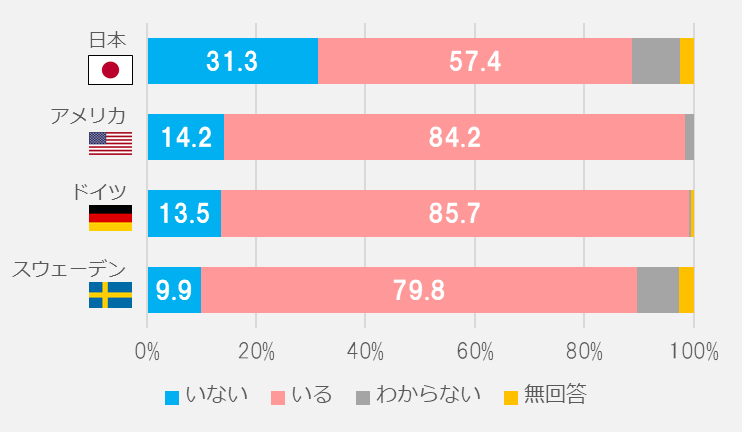 日本
31.3 57.4
アメリカ
14.2 84.2
ドイツ
13.5 85.7
スウェーデン
9.9 79.8
0% 20% 40% 60% 80% 100%
いない いる わからない 無回答